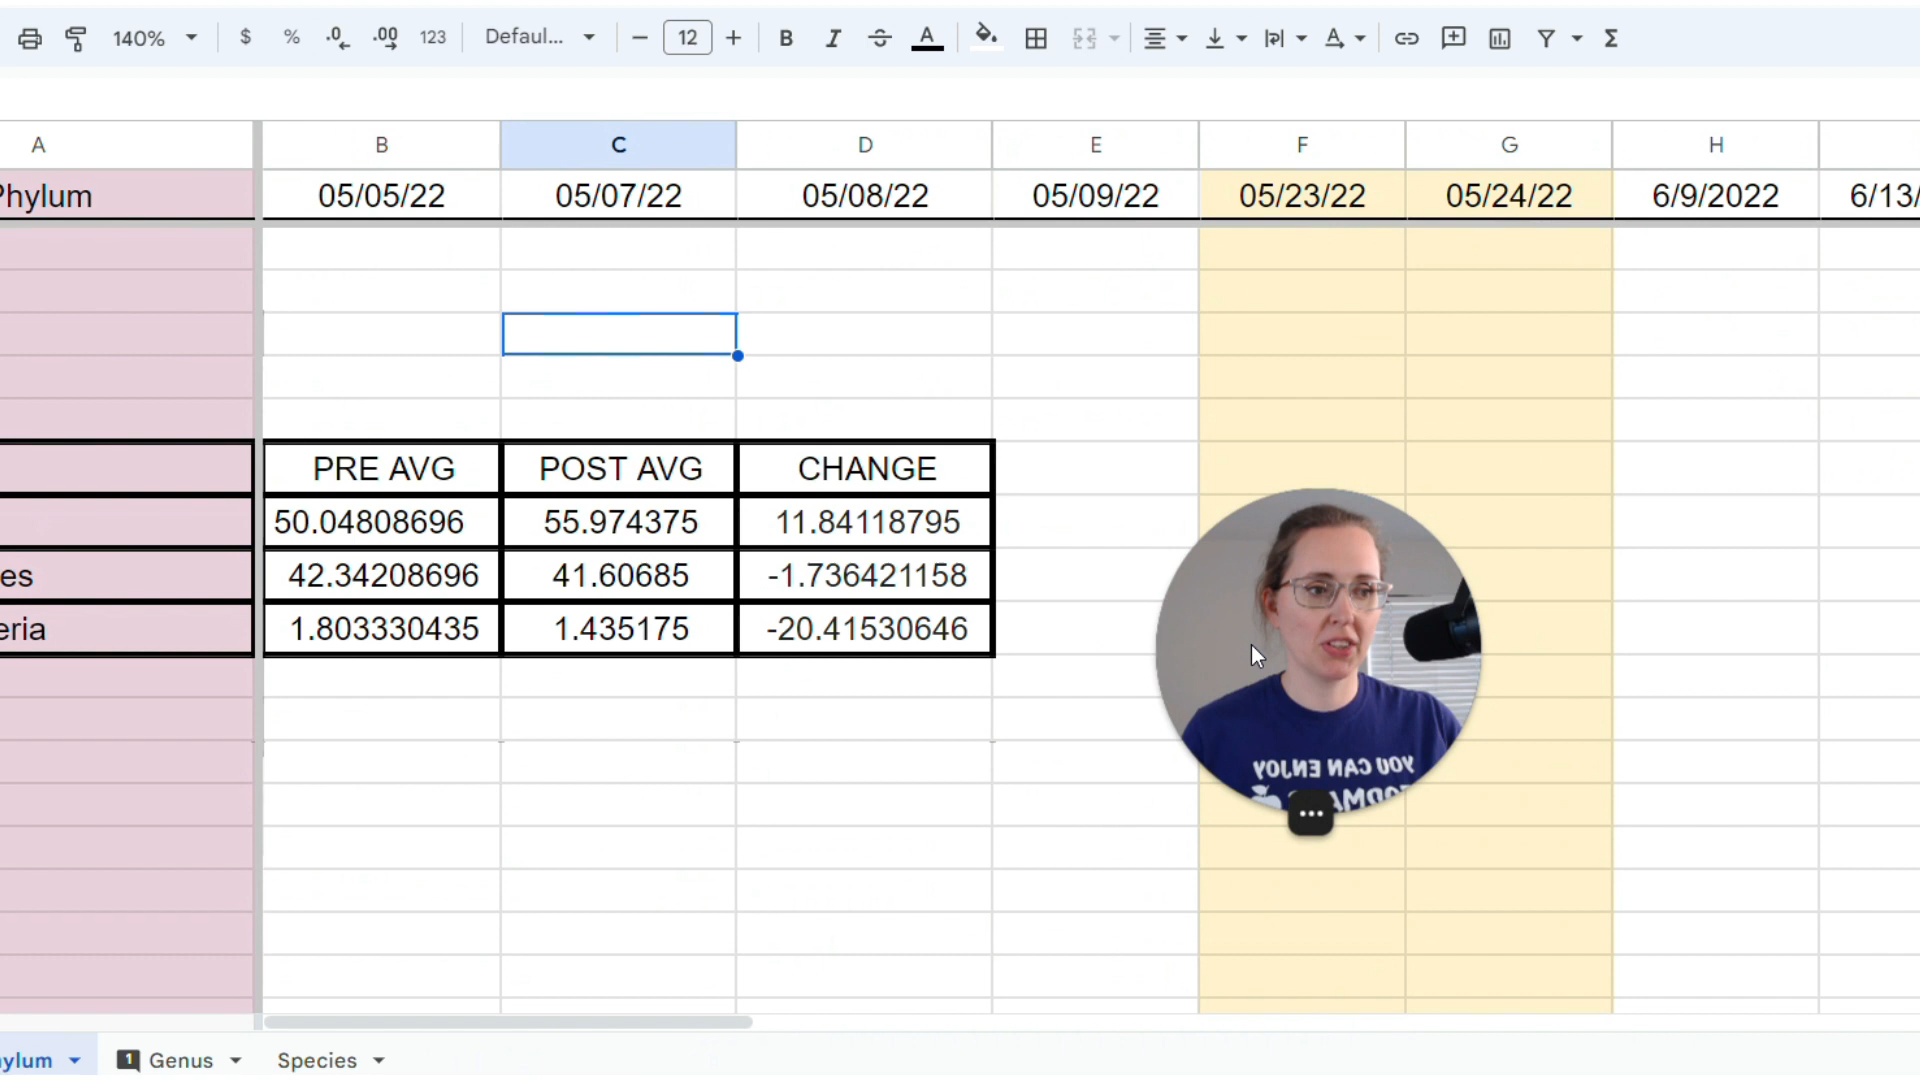 140% $ % .0 .00 123 Defaul... 12 B I S A
A B C D E F G H
Phylum 05/05/22 05/07/22 05/08/22 05/09/22 05/23/22 05/24/22 6/9/2022 6/13/
PRE AVG POST AVG CHANGE
50.04808696 55.974375 11.84118795
es 42.34208696 41.60685 -1.736421158
eria 1.803330435 1.435175 -20.41530646
YOU CAN ENJOY
hylum 1 Genus Species